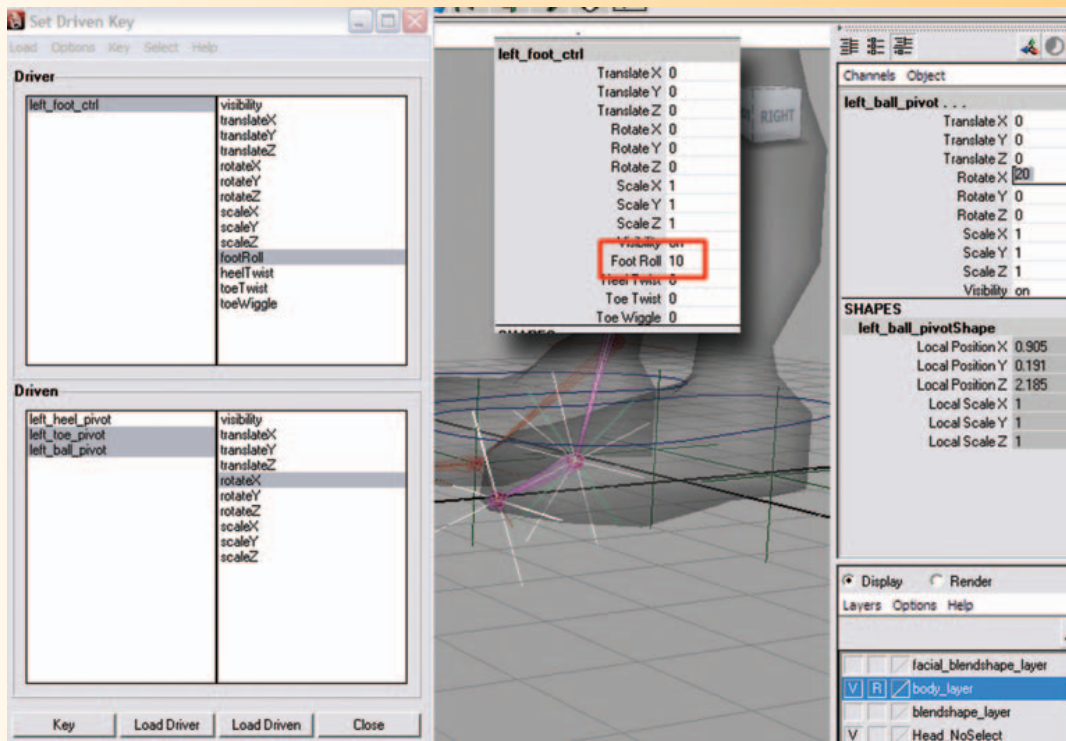 Set Driven Key
Load Options Key Select Help
Driver
left_foot_ctrl
visibility
translateX
translateY
translateZ
rotateX
rotateY
rotateZ
scaleX
scaleY
scaleZ
footRoll
heelTwist
toeTwist
toeWiggle
Driven
left_heel_pivot
left_toe_pivot
left_ball_pivot
visibility
translateX
translateY
translateZ
rotateX
rotateY
rotateZ
scaleX
scaleY
scaleZ
Key Load Driver Load Driven Close
left_foot_ctrl
Translate X 0
Translate Y 0
Translate Z 0
Rotate X 0
Rotate Y 0
Rotate Z 0
Scale X 1
Scale Y 1
Scale Z 1
Visibility on
Foot Roll 10
Heel Twist 0
Toe Twist 0
Toe Wiggle 0
SHAPES
RIGHT
Channels Object
left_ball_pivot . . .
Translate X 0
Translate Y 0
Translate Z 0
Rotate X 20
Rotate Y 0
Rotate Z 0
Scale X 1
Scale Y 1
Scale Z 1
Visibility on
SHAPES
left_ball_pivotShape
Local Position X 0.905
Local Position Y 0.191
Local Position Z 2.185
Local Scale X 1
Local Scale Y 1
Local Scale Z 1
Display Render
Layers Options Help
facial_blendshape_layer
V R body_layer
blendshape_layer
V Head_NoSelect